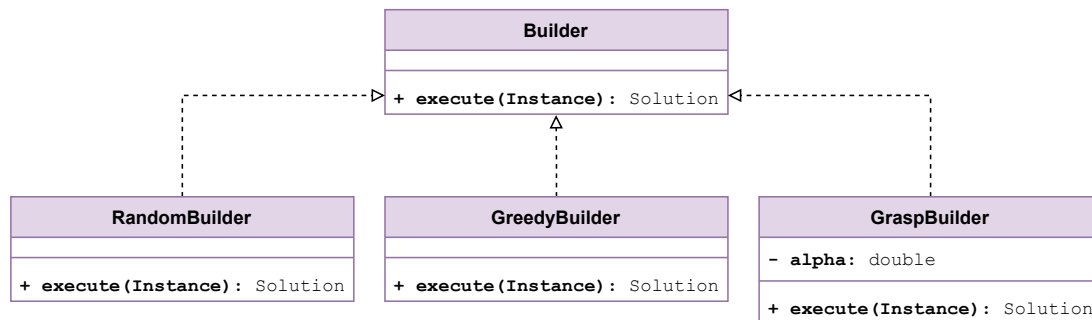 Builder
+ execute(Instance): Solution
RandomBuilder
+ execute(Instance): Solution
GreedyBuilder
+ execute(Instance): Solution
GraspBuilder
- alpha: double
+ execute(Instance): Solution